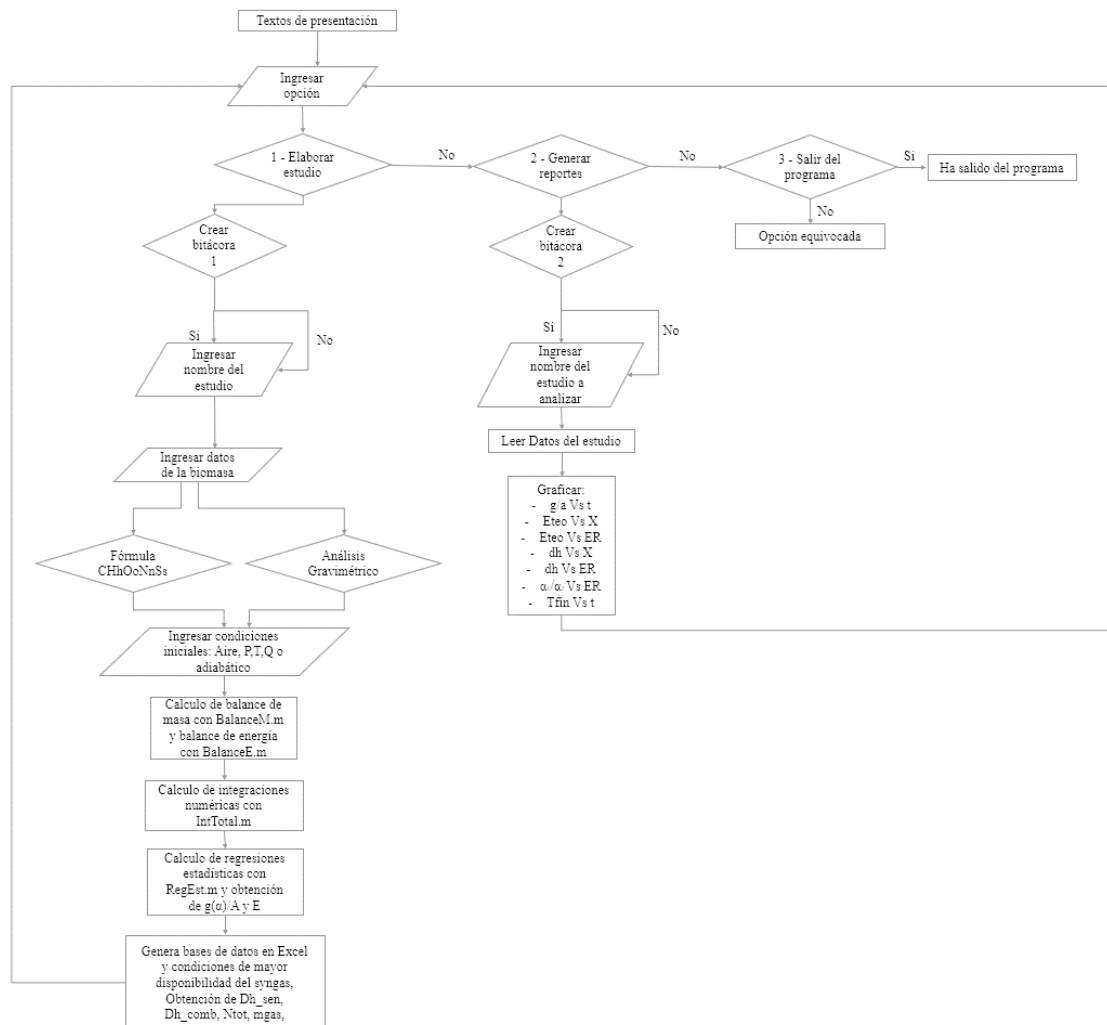 Textos de presentación
Ingresar
opción
1 - Elaborar
estudio
No
2 - Generar
reportes
No
3 - Salir del
programa
Si
Ha salido del programa
No
Opción equivocada
Crear
bitácora
1
Crear
bitácora
2
Si
No
Ingresar
nombre del
estudio
Si
No
Ingresar
nombre del
estudio a
analizar
Leer Datos del estudio
Ingresar datos
de la biomasa
Graficar:
- g/a Vs t
- Eteo Vs X
- Eteo Vs ER
- dh Vs X
- dh Vs ER
- Vs ER
- Tfin Vs t
Fórmula
CHhOoNnSs
Análisis
Gravimétrico
Ingresar condiciones
iniciales: Aire, P,T,Q o
adiabático
Calculo de balance de
masa con BalanceM.m
y balance de energía
con BalanceE.m
Calculo de integraciones
numéricas con
IntTotal.m
Calculo de regresiones
estadísticas con
RegEst.m y obtención
de g(α)/A y E
Genera bases de datos en Excel
y condiciones de mayor
disponibilidad del syngas,
Obtención de Dh_sen,
Dh_comb, Ntot, mgas,